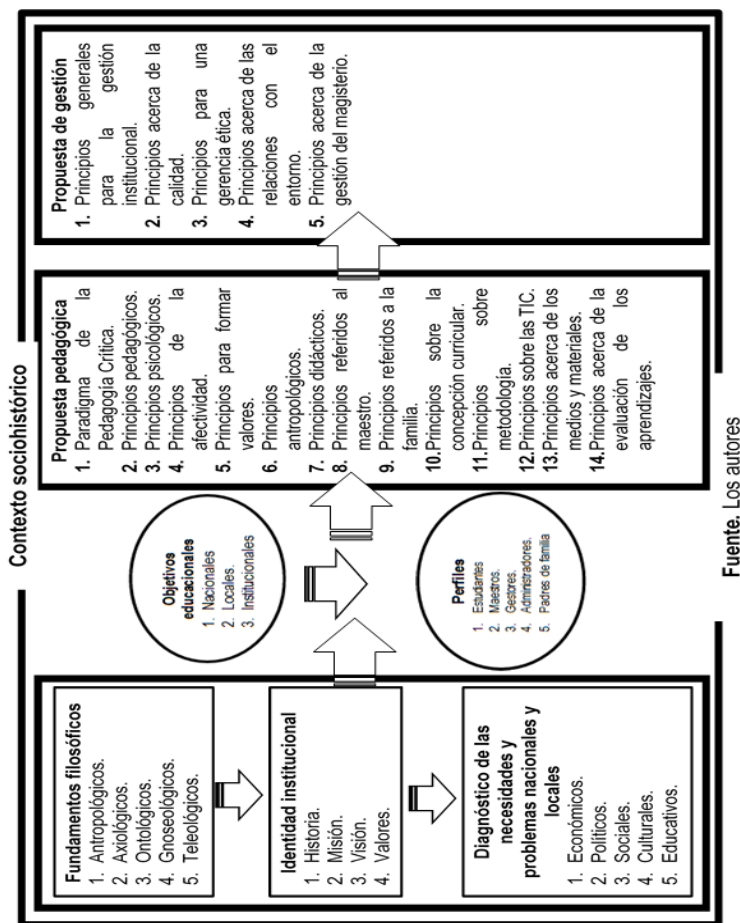 Contexto sociohistórico
Fundamentos filosóficos
1. Antropológicos.
2. Axiológicos.
3. Ontológicos.
4. Gnoseológicos.
5. Teleológicos.
Identidad institucional
1. Historia.
2. Misión.
3. Visión.
4. Valores.
Diagnóstico de las
necesidades y
problemas nacionales y
locales
1. Económicos.
2. Políticos.
3. Sociales.
4. Culturales.
5. Educativos.
Objetivos
educacionales
1. Nacionales
2. Locales.
3. Institucionales
Perfiles
1. Estudiantes
2. Maestros.
3. Gestores.
4. Administradores.
5. Padres de familia
Propuesta pedagógica
1. Paradigma de la
Pedagogía Crítica.
2. Principios pedagógicos.
3. Principios psicológicos.
4. Principios de la
afectividad.
5. Principios para formar
valores.
6. Principios
antropológicos.
7. Principios didácticos.
8. Principios referidos al
maestro.
9. Principios referidos a la
familia.
10. Principios sobre la
concepción curricular.
11. Principios sobre
metodología.
12. Principios sobre las TIC.
13. Principios acerca de los
medios y materiales.
14. Principios acerca de la
evaluación de los
aprendizajes.
Propuesta de gestión
1. Principios generales
para la gestión
institucional.
2. Principios acerca de la
calidad.
3. Principios para una
gerencia ética.
4. Principios acerca de las
relaciones con el
entorno.
5. Principios acerca de la
gestión del magisterio.
Fuente. Los autores